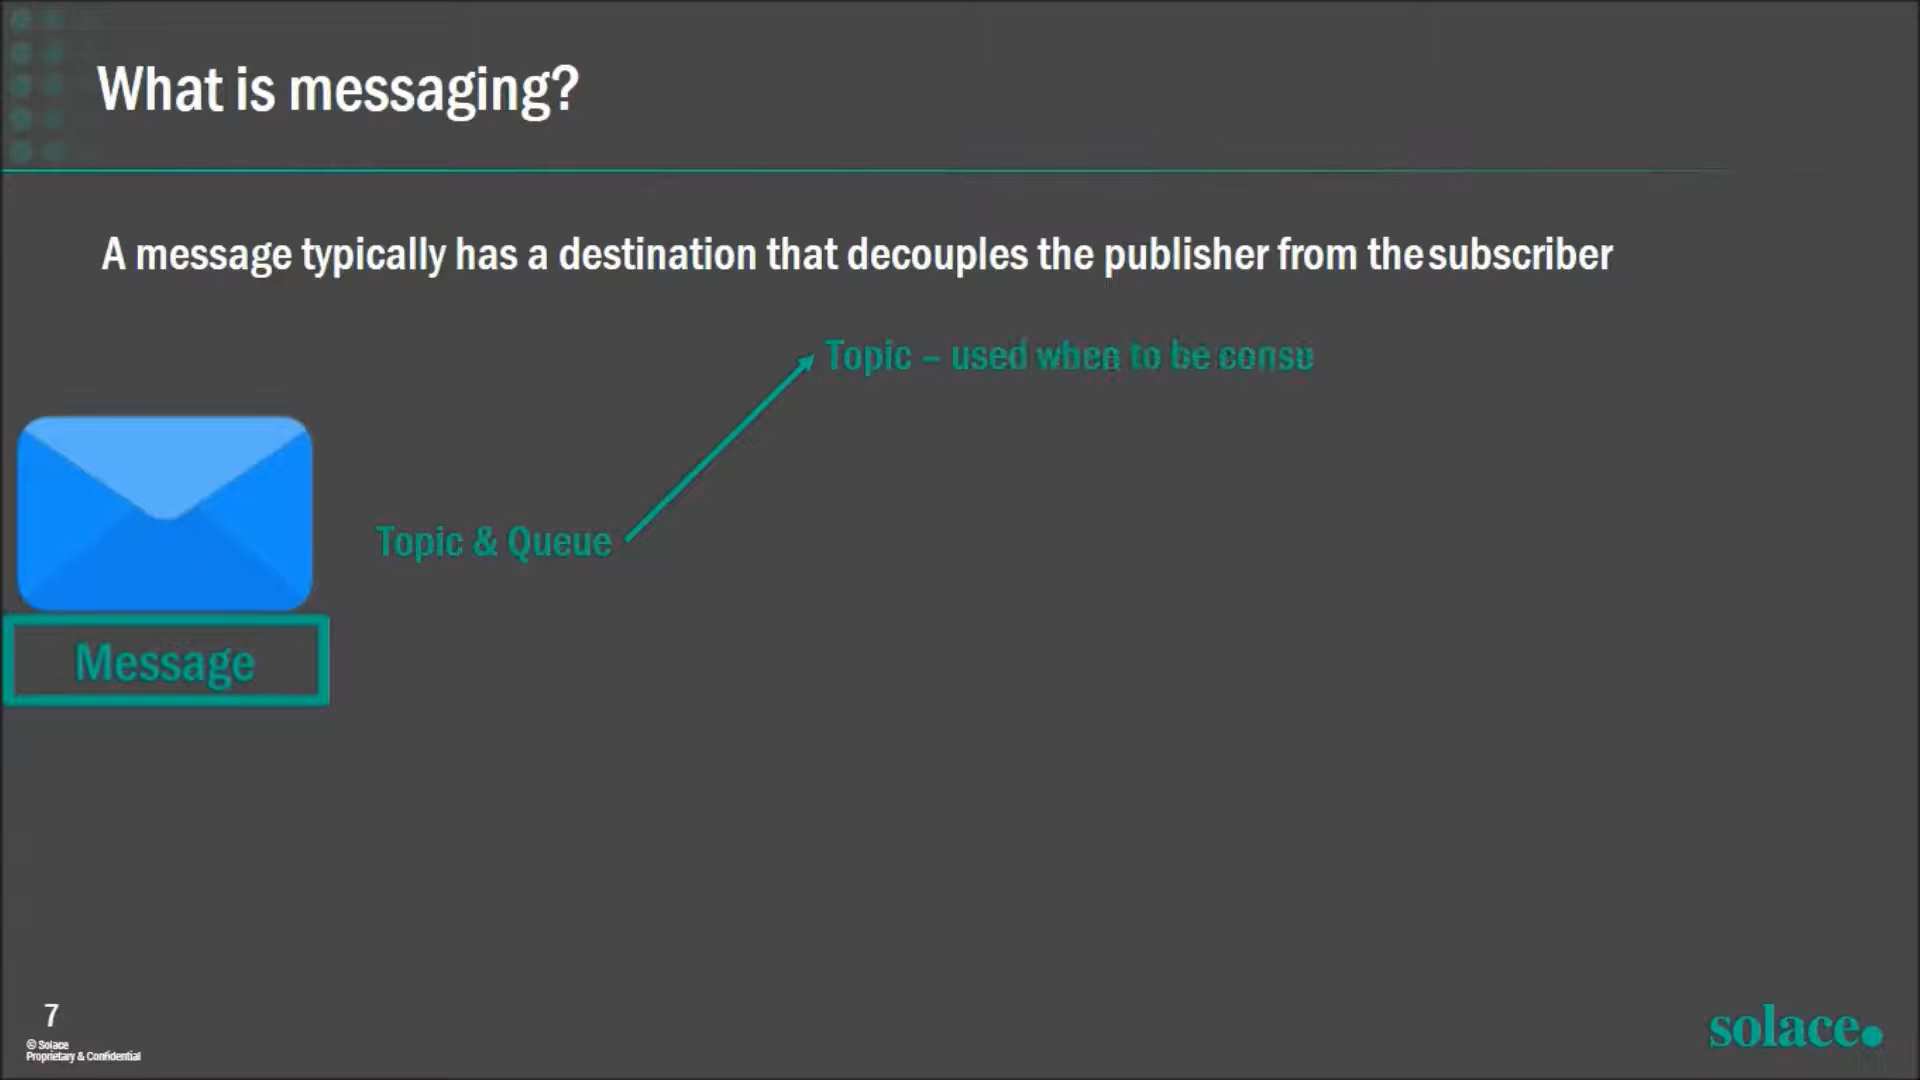 What is messaging?
A message typically has a destination that decouples the publisher from the subscriber
Topic – used when to be consu
Topic & Queue
Message
7
© Solace
Proprietary & Confidential
solace.